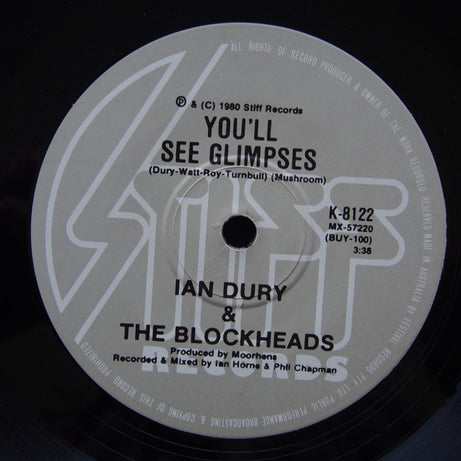 ALL RIGHTS OF RECORD PRODUCER & OWNER OF THE WORK RECORDED RESERVED MADE IN AUSTRALIA BY FESTIVAL RECORDS PTY LTD PUBLIC PERFORMANCE BROADCASTING & COPYING OF THIS RECORD PROHIBITED
℗ & (C) 1980 Stiff Records
YOU'LL
SEE GLIMPSES
(Dury-Watt-Roy-Turnbull) (Mushroom)
K-8122
MX-57220
(BUY-100)
3:38
STIFF
IAN DURY
&
THE BLOCKHEADS
Produced by Moorhens
RECORDS
Recorded & Mixed by Ian Horne & Phil Chapman